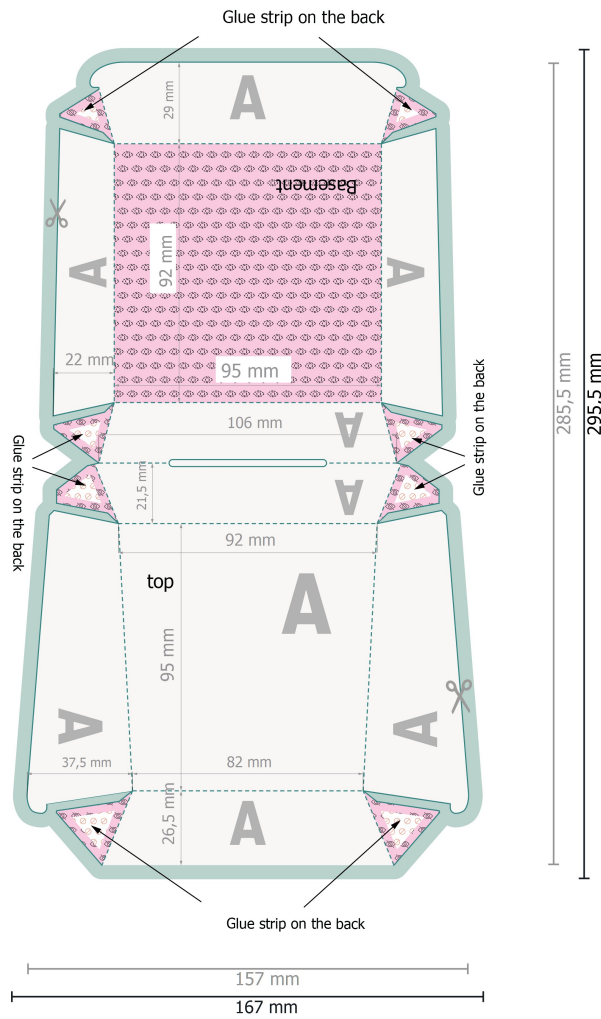 Glue strip on the back
A
29 mm
Basement
92 mm
A
A
95 mm
22 mm
106 mm
A
Glue strip on the back
Glue strip on the back
21,5 mm
A
92 mm
top
A
95 mm
A
A
37,5 mm
82 mm
26,5 mm
A
Glue strip on the back
285,5 mm
295.5 mm
157 mm
167 mm